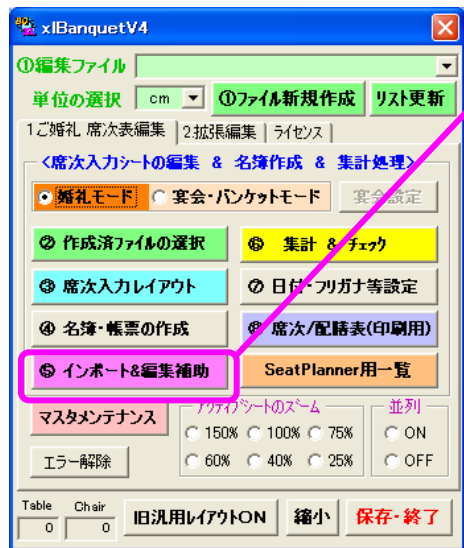 xlBanquetV4
①編集ファイル
単位の選択 cm ①ファイル新規作成 リスト更新
1ご婚礼 席次表編集 2拡張編集 ライセンス
<席次入力シートの編集 & 名簿作成 & 集計処理>
婚礼モード 宴会・バンケットモード 宴会設定
② 作成済ファイルの選択 ⑥ 集計 & チェック
③ 席次入力レイアウト ⑦ 日付・フリガナ等設定
④ 名簿・帳票の作成 ⑧ 席次/配膳表(印刷用)
⑤ インポート&編集補助 SeatPlanner用一覧
マスタメンテナンス アクティブシートのズーム 並列
150% 100% 75% ON
エラー解除 60% 40% 25% OFF
Table Chair
0 0 旧汎用レイアウトON 縮小 保存・終了